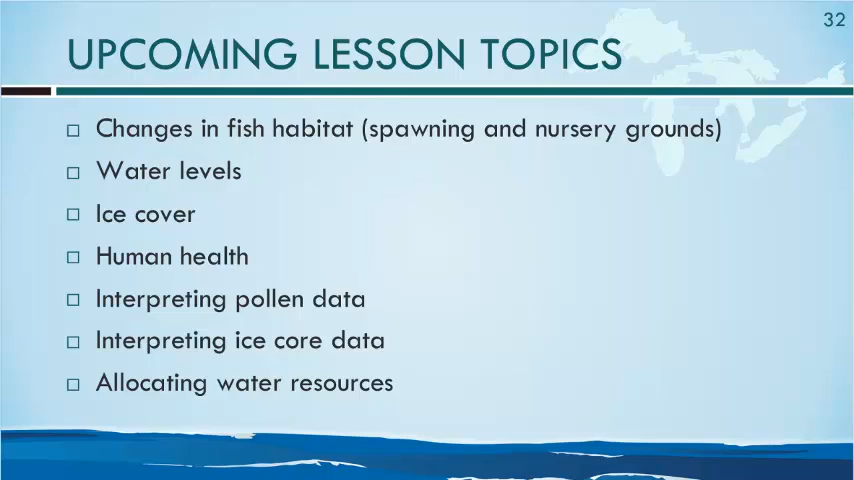 32
UPCOMING LESSON TOPICS
Changes in fish habitat (spawning and nursery grounds)
Water levels
Ice cover
Human health
Interpreting pollen data
Interpreting ice core data
Allocating water resources